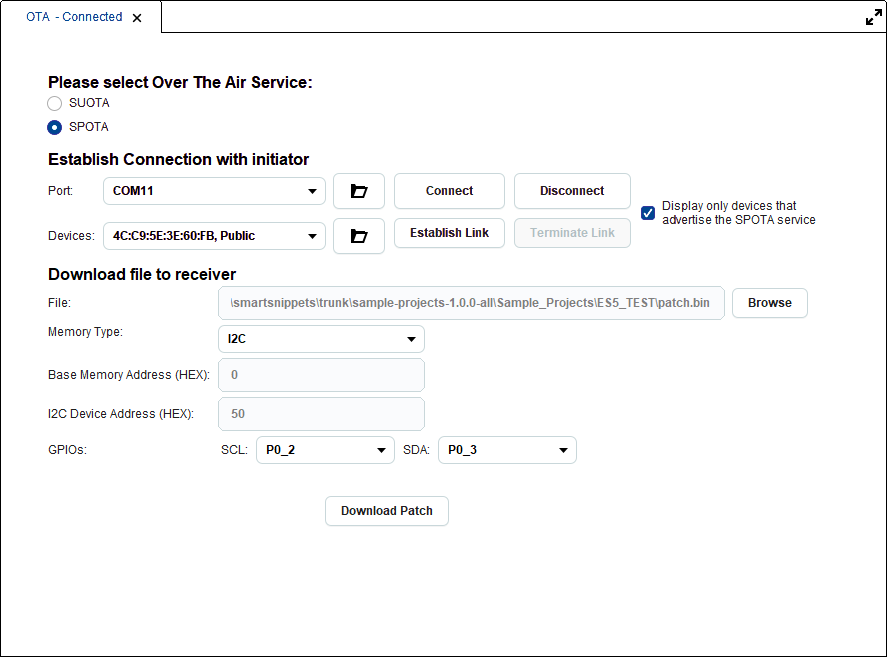 OTA - Connected
Please select Over The Air Service:
SUOTA
SPOTA
Establish Connection with initiator
Port: COM11 Connect Disconnect
Display only devices that
advertise the SPOTA service
Devices: 4C:C9:5E:3E:60:FB, Public Establish Link Terminate Link
Download file to receiver
File: \smartsnippets\trunk\sample-projects-1.0.0-all\Sample_Projects\ES5_TEST\patch.bin Browse
Memory Type: I2C
Base Memory Address (HEX): 0
I2C Device Address (HEX): 50
GPIOs: SCL: P0_2 SDA: P0_3
Download Patch